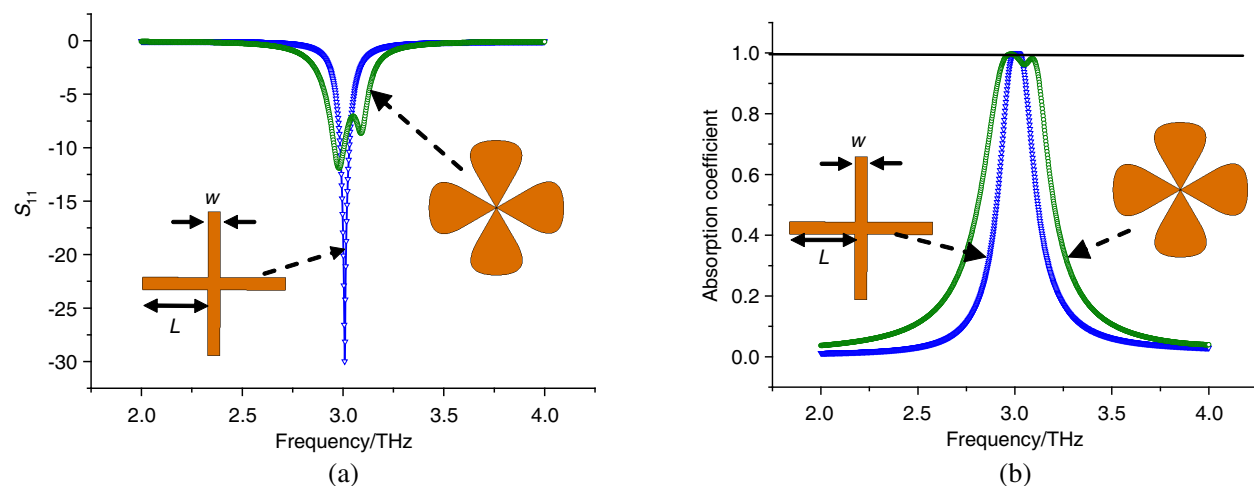 0
-5
-10
-15
-20
-25
-30
S11
w
L
2.0 2.5 3.0 3.5 4.0
Frequency/THz
(a)
1.0
0.8
0.6
0.4
0.2
0.0
Absorption coefficient
w
L
2.0 2.5 3.0 3.5 4.0
Frequency/THz
(b)